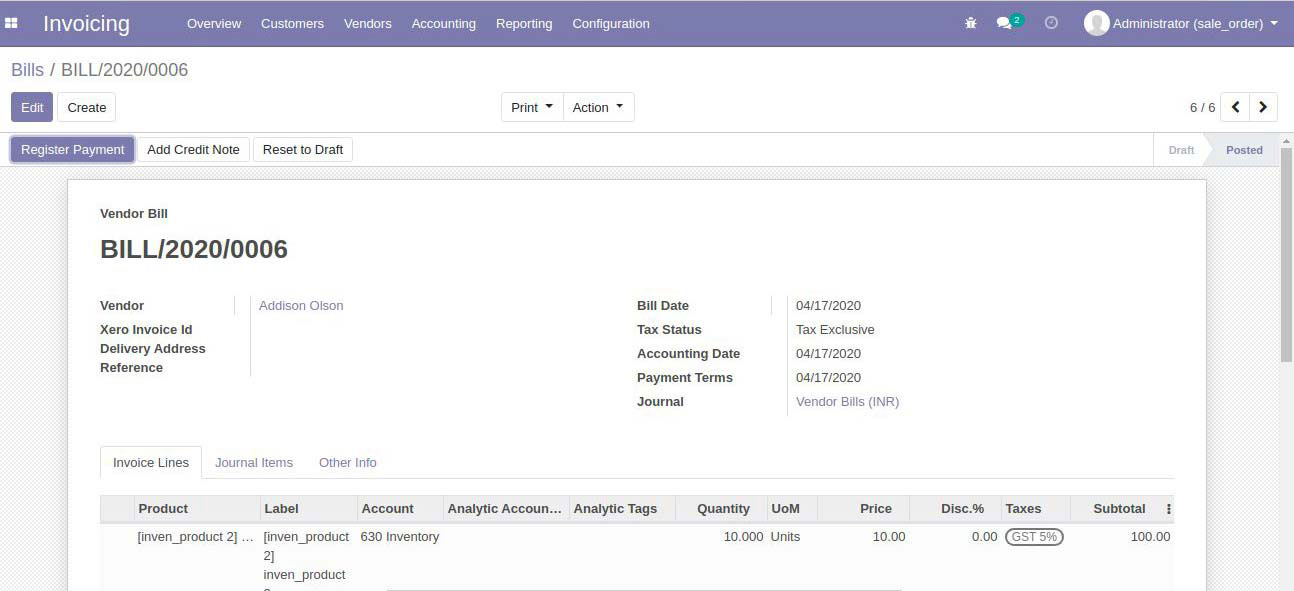 Invoicing Overview Customers Vendors Accounting Reporting Configuration 2 Administrator (sale_order)
Bills / BILL/2020/0006
Edit Create Print Action 6 / 6
Register Payment Add Credit Note Reset to Draft Draft Posted
Vendor Bill
BILL/2020/0006
Vendor Addison Olson Bill Date 04/17/2020
Xero Invoice Id Tax Status Tax Exclusive
Delivery Address Accounting Date 04/17/2020
Reference Payment Terms 04/17/2020
Journal Vendor Bills (INR)
Invoice Lines Journal Items Other Info
Product Label Account Analytic Accoun... Analytic Tags Quantity UoM Price Disc.% Taxes Subtotal
[inven_product 2] ... [inven_product 630 Inventory 10.000 Units 10.00 0.00 GST 5% 100.00
2]
inven_product